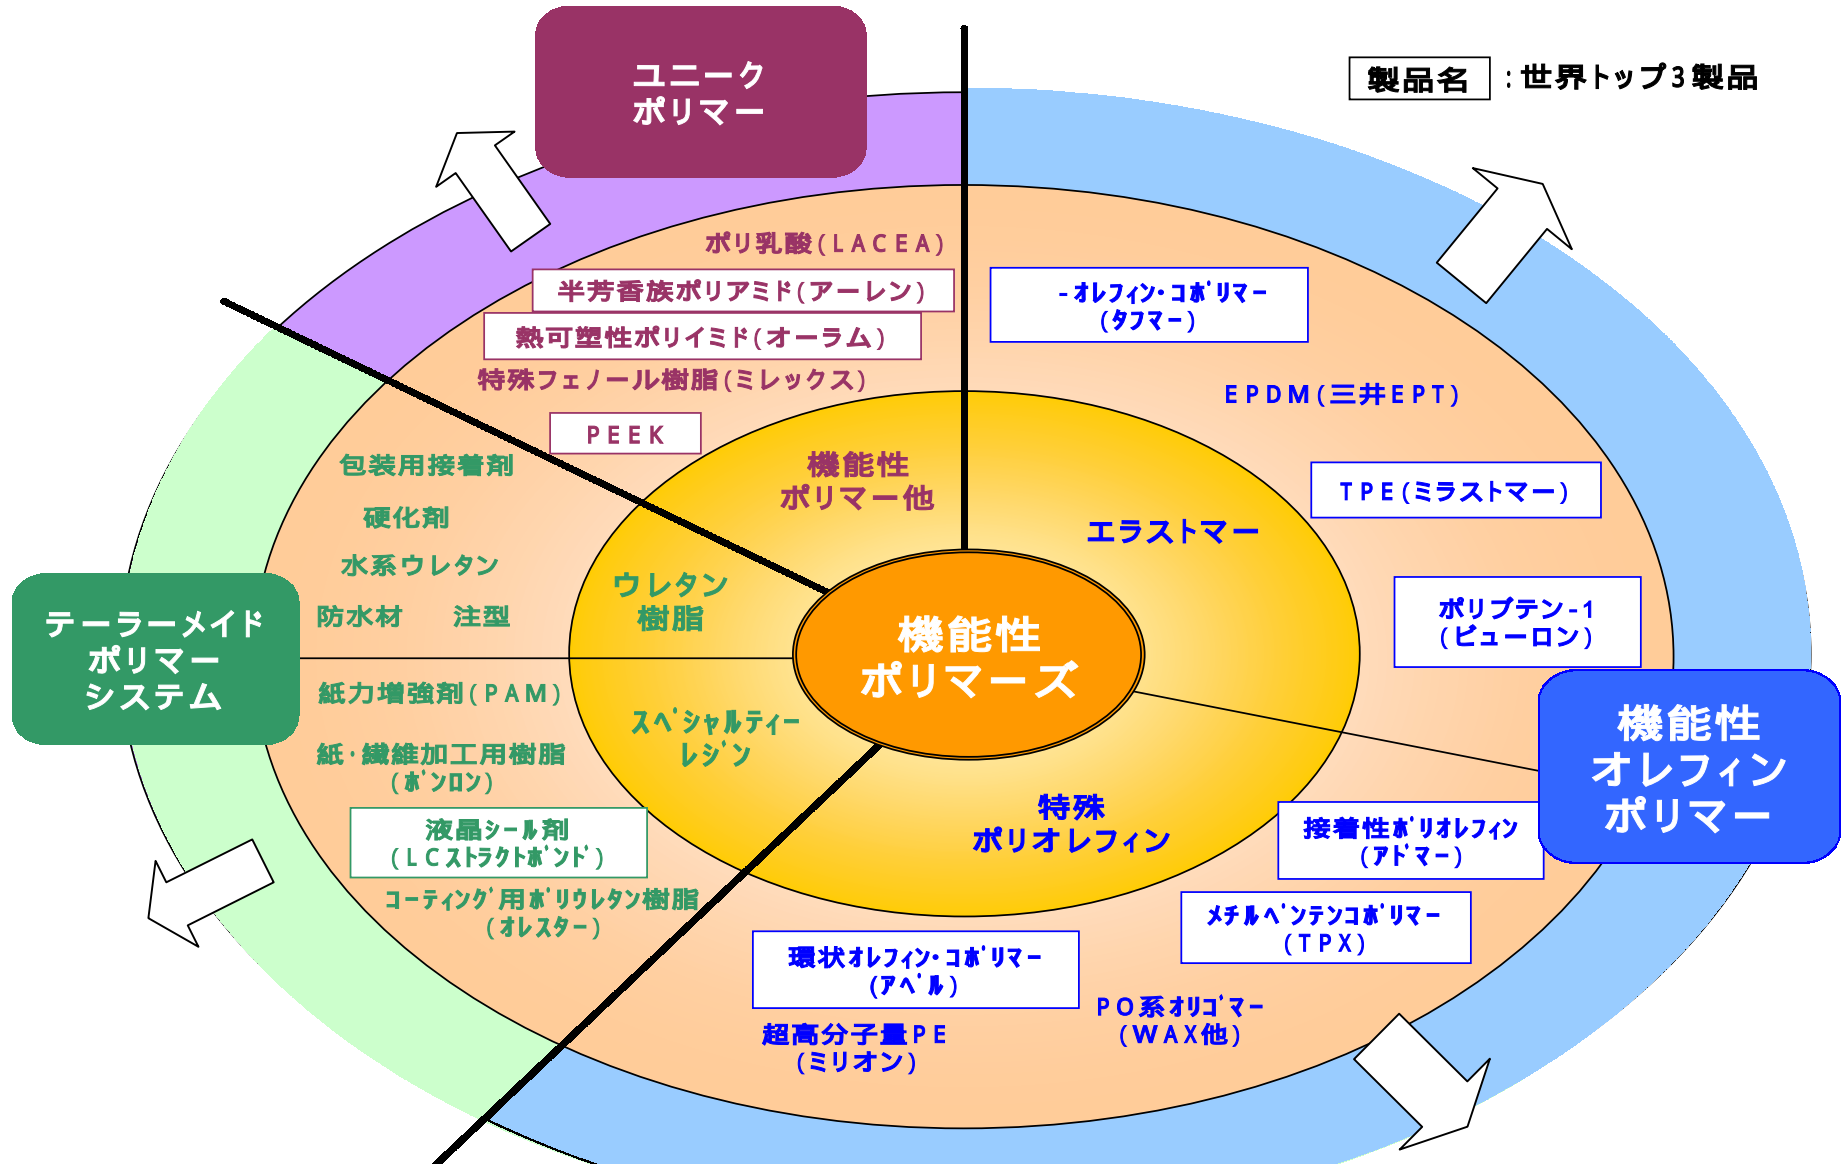 ユニーク
ポリマー
製品名 :世界トップ3製品
ポリ乳酸(LACEA)
半芳香族ポリアミド(アーレン)
熱可塑性ポリイミド(オーラム)
特殊フェノール樹脂(ミレックス)
PEEK
機能性
ポリマー他
-オレフィン・コポリマー
(タフマー)
EPDM(三井EPT)
TPE(ミラストマー)
エラストマー
ポリブテン-1
(ビューロン)
包装用接着剤
硬化剤
水系ウレタン
防水材 注型
ウレタン
樹脂
テーラーメイド
ポリマー
システム
機能性
ポリマーズ
機能性
オレフィン
ポリマー
紙力増強剤(PAM)
紙・繊維加工用樹脂
(ボンロン)
液晶シール剤
(LCストラクトボンド)
コーティング用ポリウレタン樹脂
(オレスター)
スペシャルティー
レジン
特殊
ポリオレフィン
接着性ポリオレフィン
(アドマー)
メチルペンテンコポリマー
(TPX)
環状オレフィン・コポリマー
(アペル)
PO系オリゴマー
(WAX他)
超高分子量PE
(ミリオン)